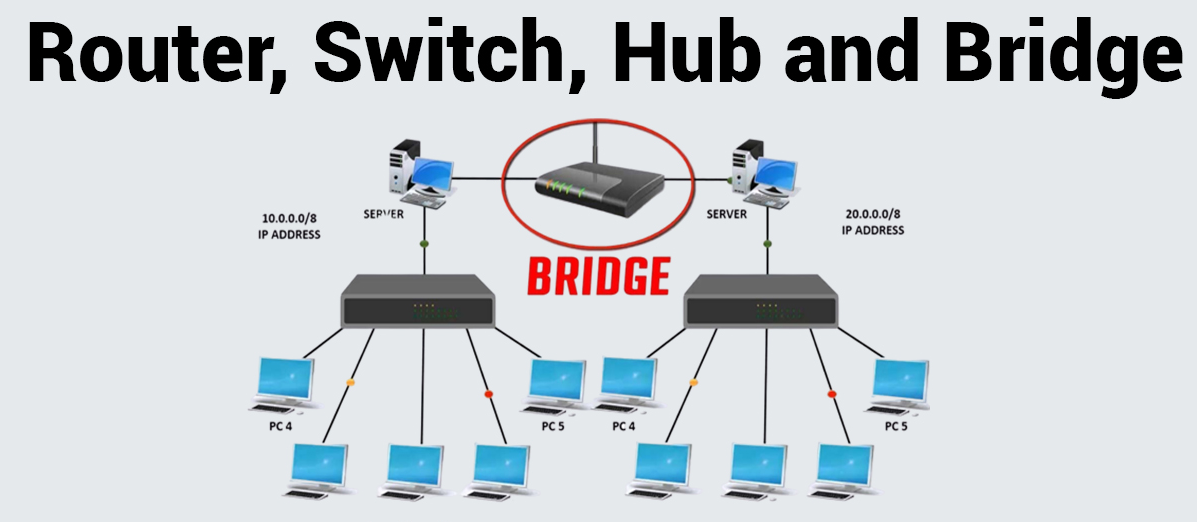 Router, Switch, Hub and Bridge
SERVER
SERVER
10.0.0.0/8
IP ADDRESS
20.0.0.0/8
IP ADDRESS
BRIDGE
PC 4
PC 5
PC 4
PC 5